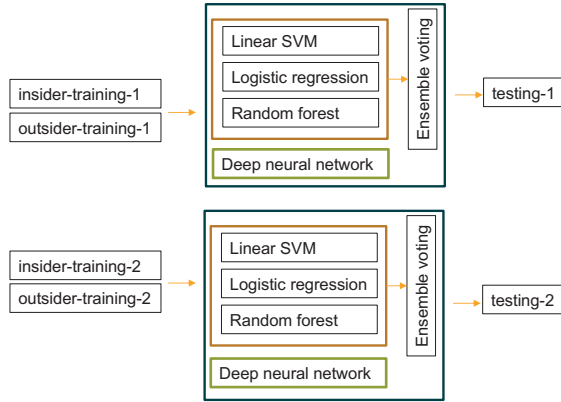 insider-training-1
outsider-training-1
Linear SVM
Logistic regression
Random forest
Deep neural network
Ensemble voting
testing-1
insider-training-2
outsider-training-2
Linear SVM
Logistic regression
Random forest
Deep neural network
Ensemble voting
testing-2